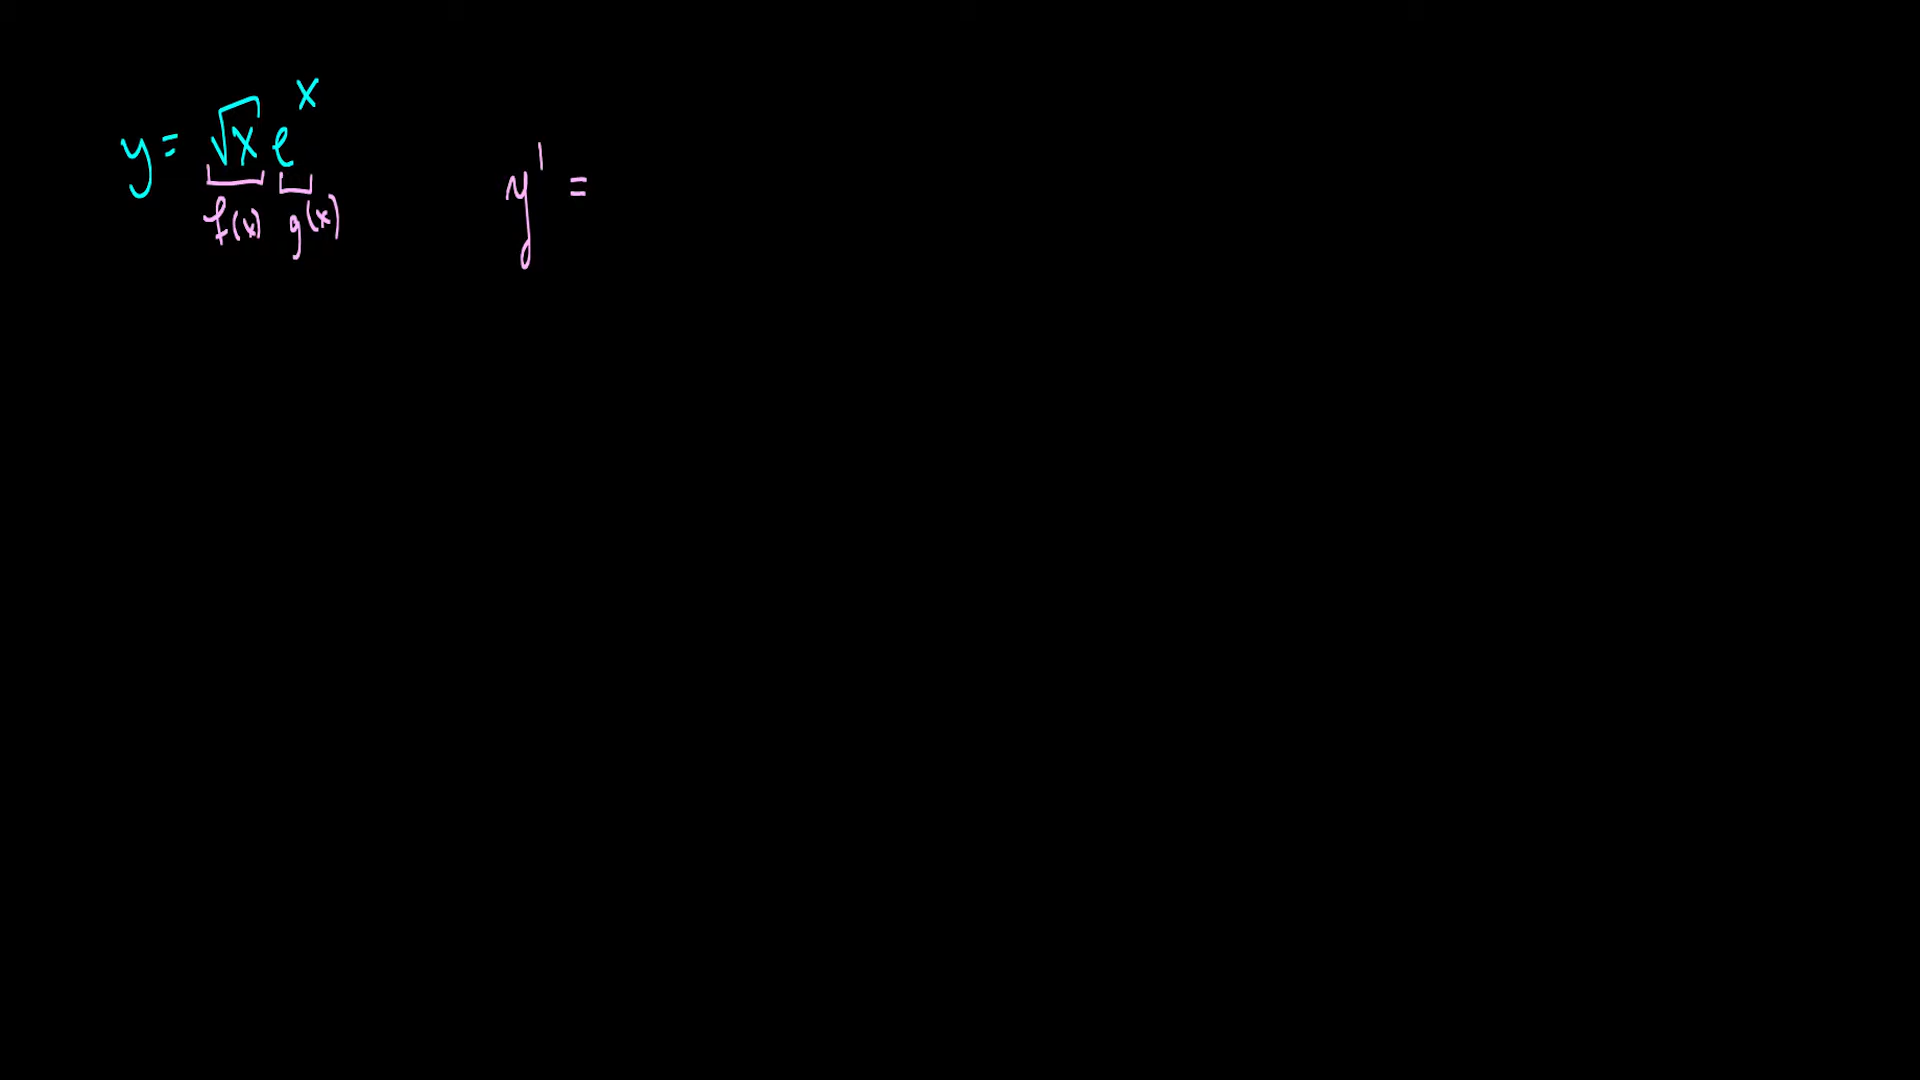 y = √x e^x
f(x) g(x)
y' =